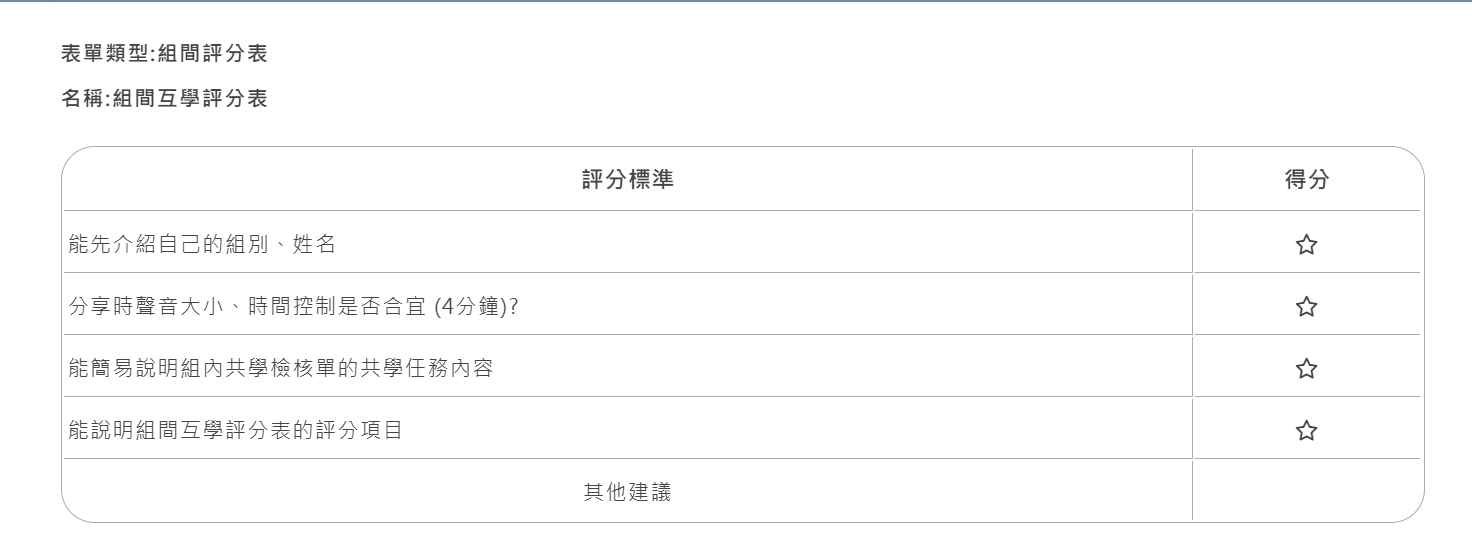 表單類型:組間評分表
名稱:組間互學評分表
評分標準 得分
能先介紹自己的組別、姓名 ☆
分享時聲音大小、時間控制是否合宜 (4分鐘)? ☆
能簡易說明組內共學檢核單的共學任務內容 ☆
能說明組間互學評分表的評分項目 ☆
其他建議